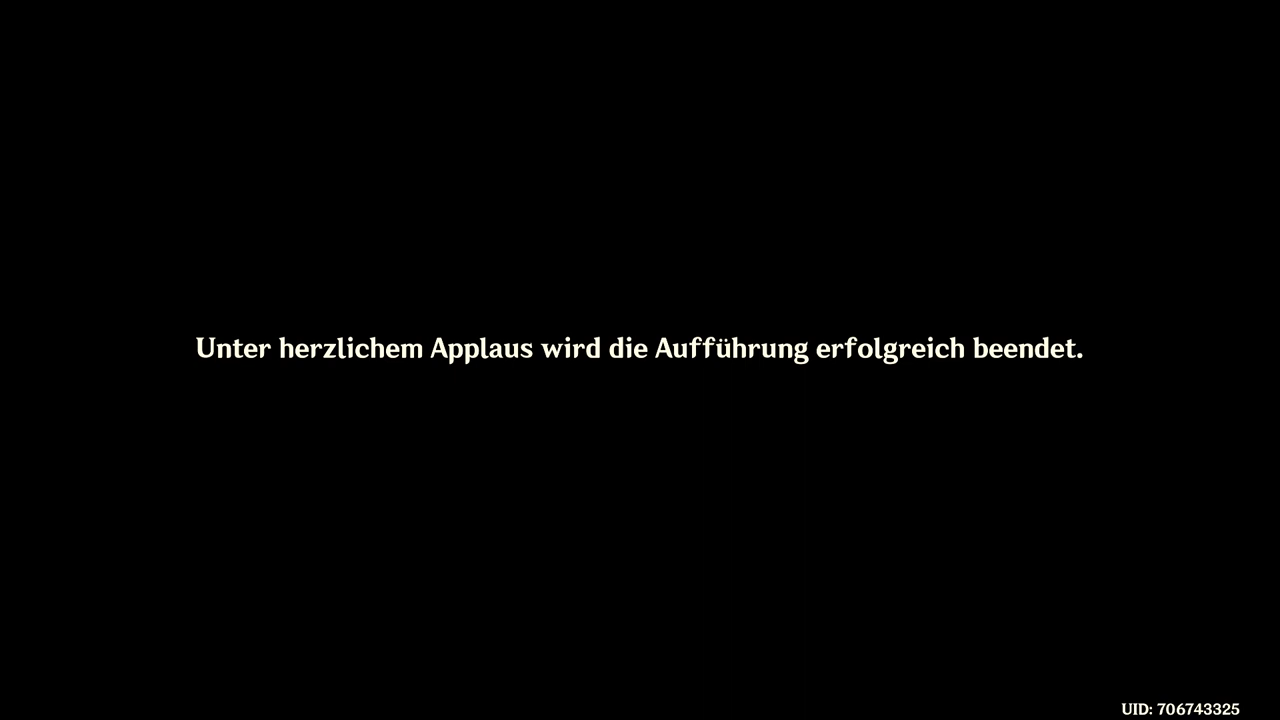 Unter herzlichem Applaus wird die Aufführung erfolgreich beendet.
UID: 706743325